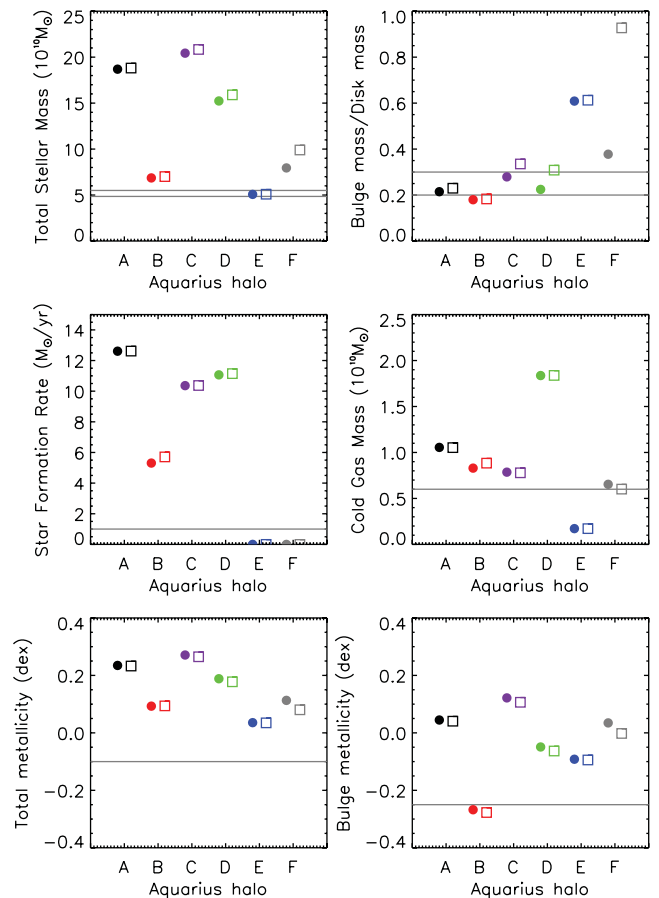 Total Stellar Mass (10¹⁰M☉)
25
20
15
10
5
0
A B C D E F
Aquarius halo
Bulge mass/Disk mass
1.0
0.8
0.6
0.4
0.2
0.0
A B C D E F
Aquarius halo
Star Formation Rate (M☉/yr)
14
12
10
8
6
4
2
0
A B C D E F
Aquarius halo
Cold Gas Mass (10¹⁰M☉)
2.5
2.0
1.5
1.0
0.5
0.0
A B C D E F
Aquarius halo
Total metallicity (dex)
0.4
0.2
0.0
−0.2
−0.4
A B C D E F
Aquarius halo
Bulge metallicity (dex)
0.4
0.2
0.0
−0.2
−0.4
A B C D E F
Aquarius halo